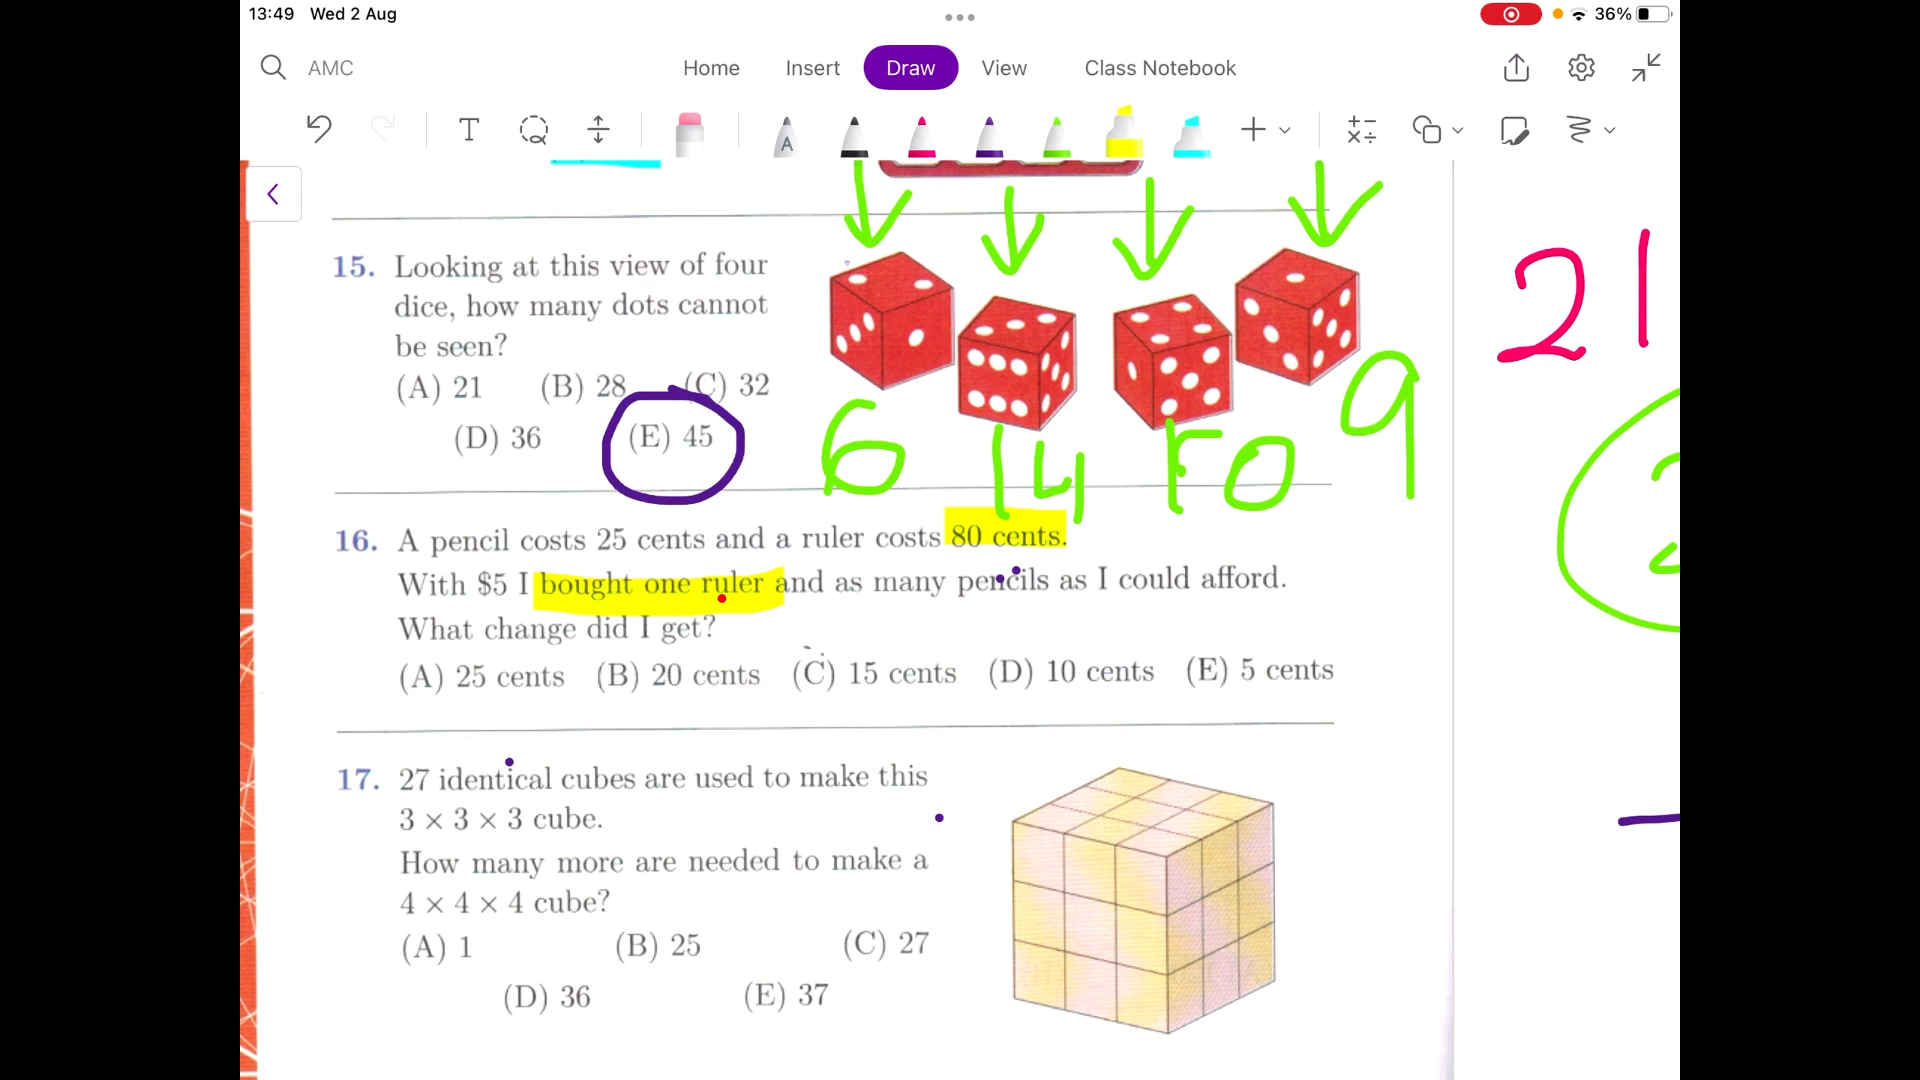 13:49 Wed 2 Aug
36%
AMC
Home Insert Draw View Class Notebook
T
A
15. Looking at this view of four
dice, how many dots cannot
be seen?
(A) 21 (B) 28 (C) 32
(D) 36 (E) 45
6 14 10 9
21
16. A pencil costs 25 cents and a ruler costs 80 cents.
With $5 I bought one ruler and as many pencils as I could afford.
What change did I get?
(A) 25 cents (B) 20 cents (C) 15 cents (D) 10 cents (E) 5 cents
17. 27 identical cubes are used to make this
3 × 3 × 3 cube.
How many more are needed to make a
4 × 4 × 4 cube?
(A) 1 (B) 25 (C) 27
(D) 36 (E) 37